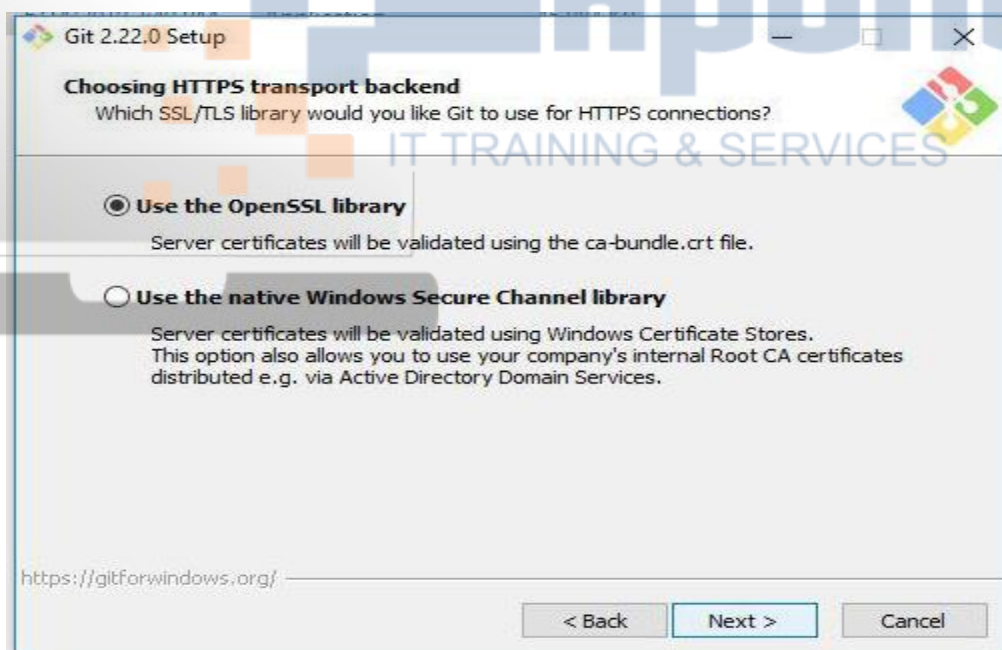 Git 2.22.0 Setup
Choosing HTTPS transport backend
Which SSL/TLS library would you like Git to use for HTTPS connections?
IT TRAINING & SERVICES
Use the OpenSSL library
Server certificates will be validated using the ca-bundle.crt file.
Use the native Windows Secure Channel library
Server certificates will be validated using Windows Certificate Stores.
This option also allows you to use your company's internal Root CA certificates
distributed e.g. via Active Directory Domain Services.
https://gitforwindows.org/
< Back
Next >
Cancel